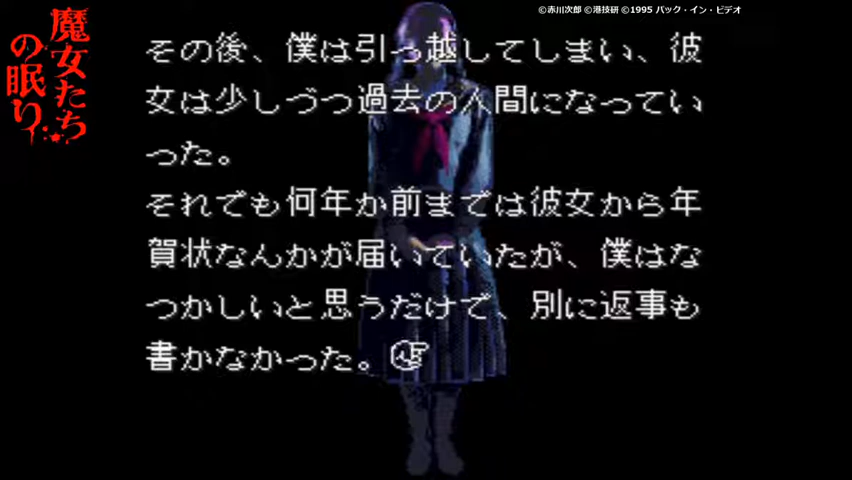 ©赤川次郎 ©港技研 ©1995 パック・イン・ビデオ
魔女たち
の眠り
その後、僕は引っ越してしまい、彼
女は少しづつ過去の人間になってい
った。
それでも何年か前までは彼女から年
賀状なんかが届いていたが、僕はな
つかしいと思うだけで、別に返事も
書かなかった。